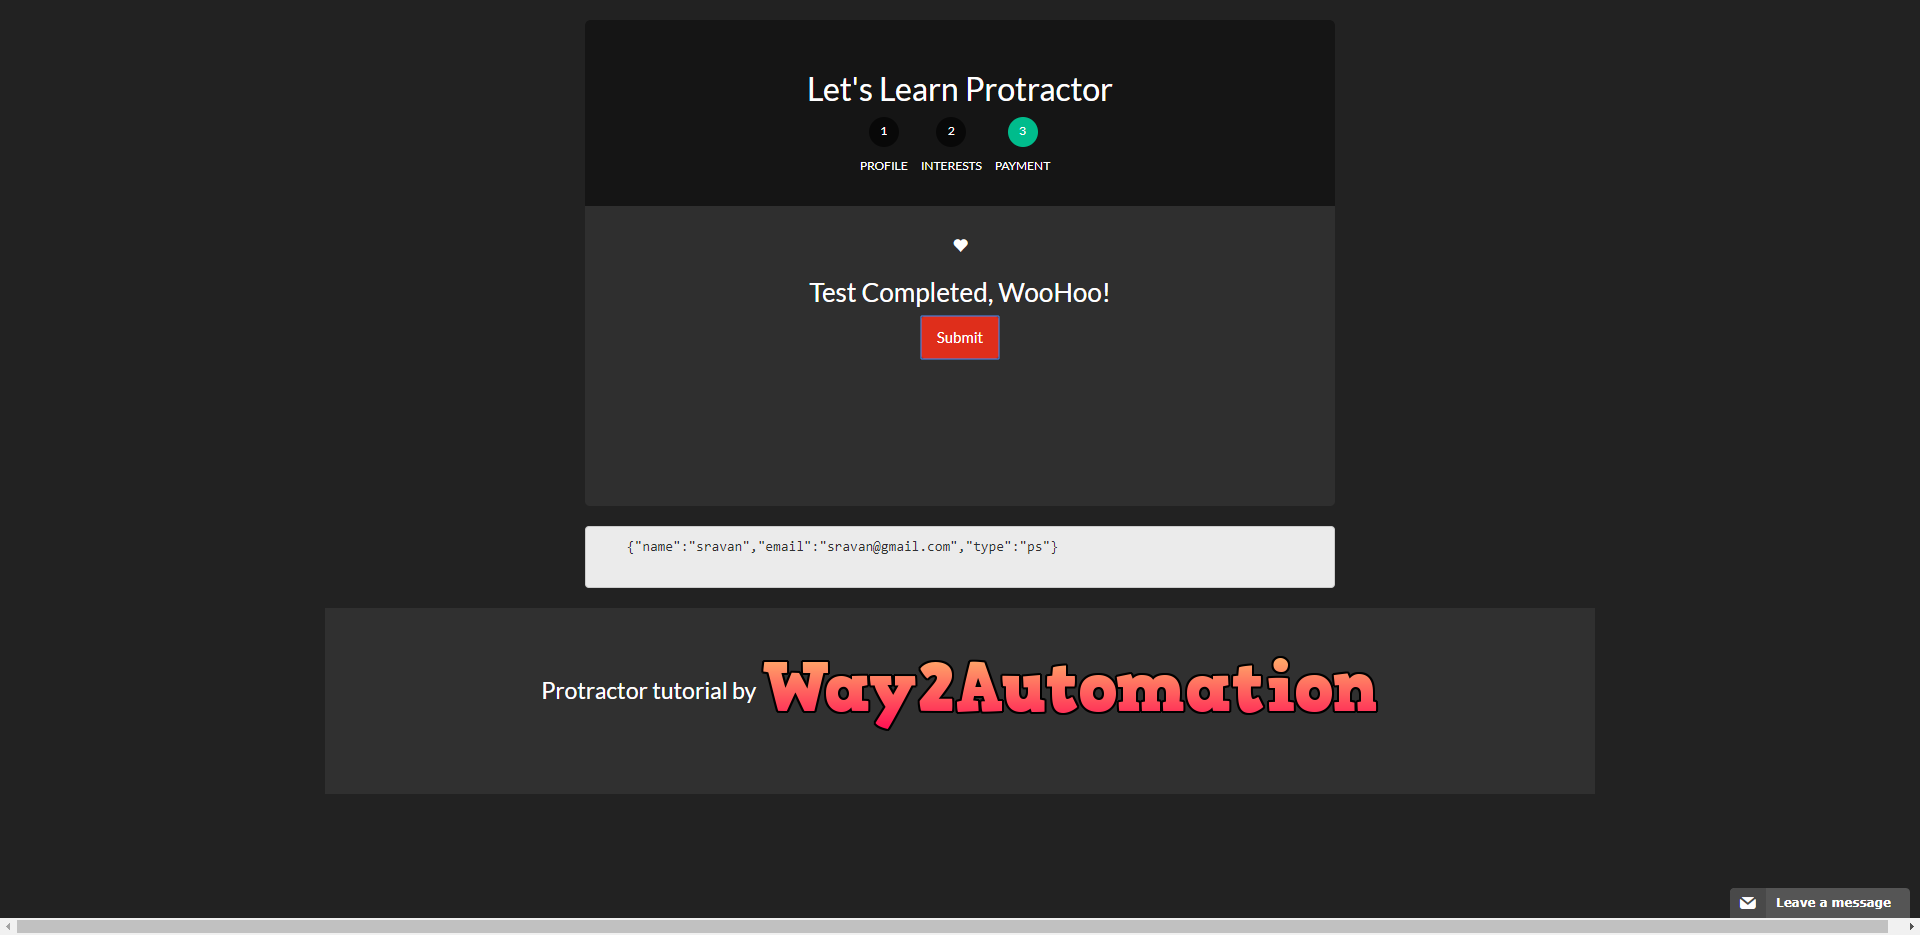 Let's Learn Protractor
1 2 3
PROFILE INTERESTS PAYMENT
Test Completed, WooHoo!
Submit
{"name":"sravan","email":"sravan@gmail.com","type":"ps"}
Protractor tutorial by Way2Automation
Leave a message